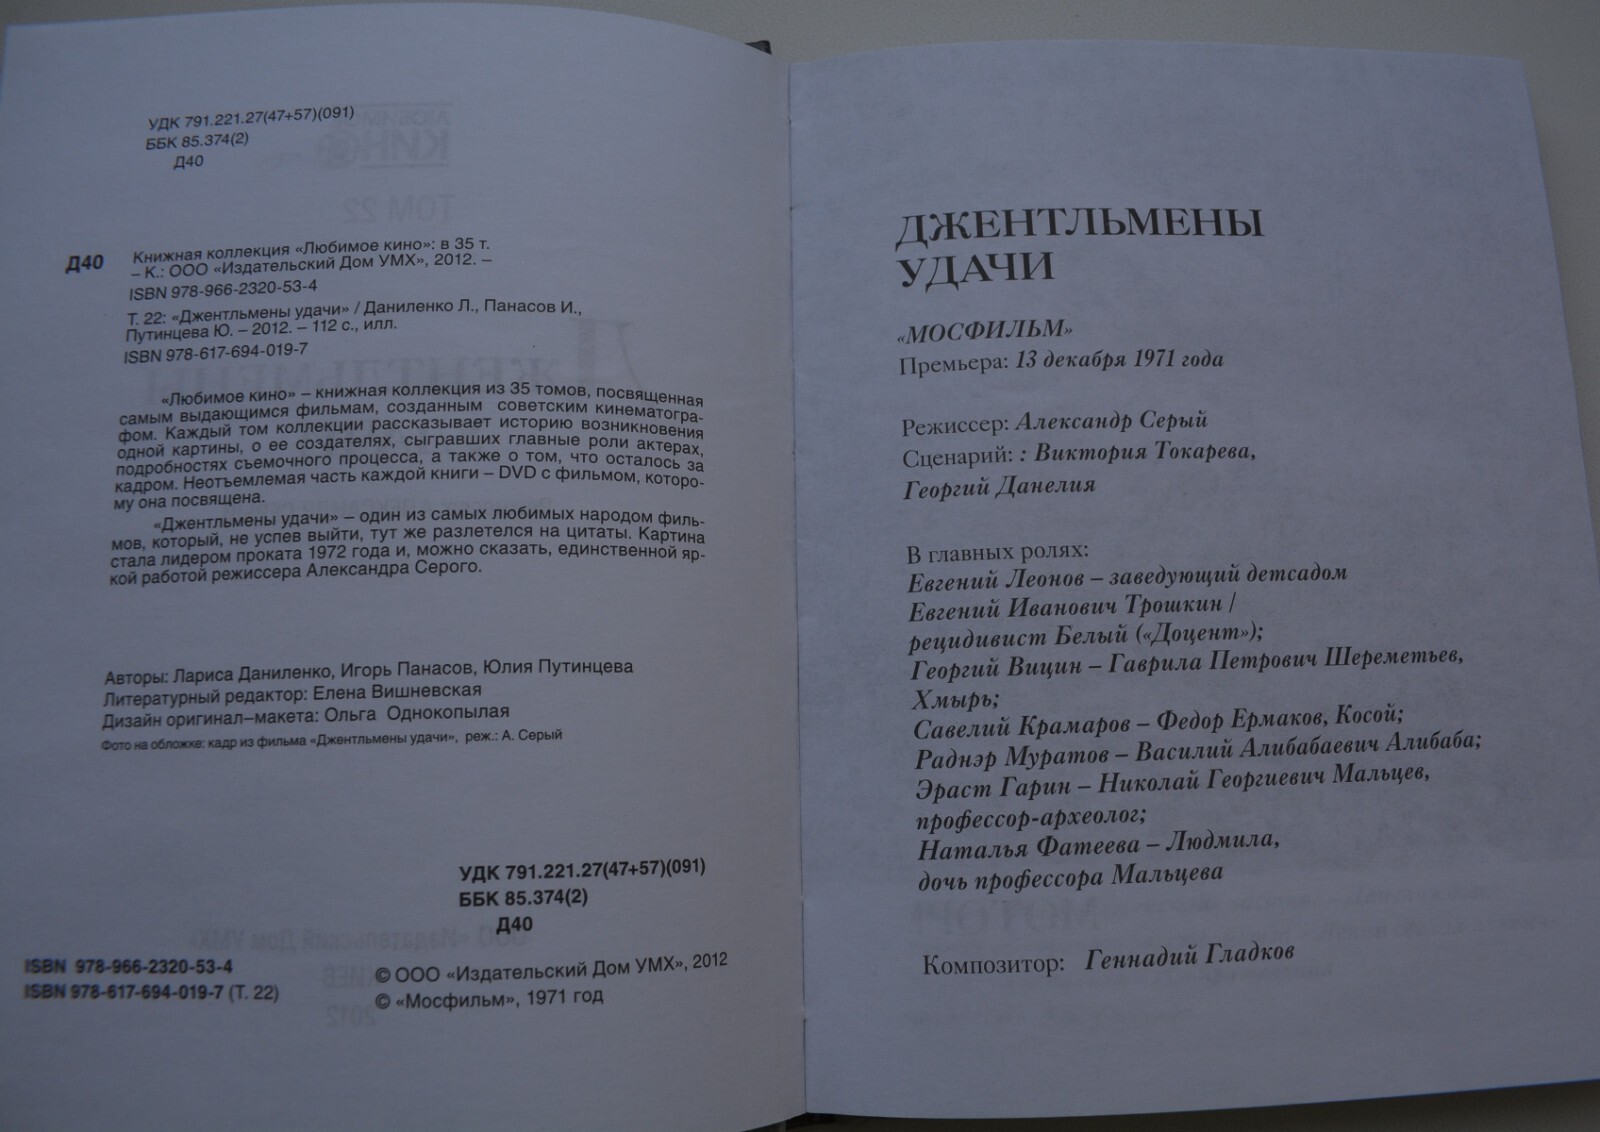 УДК 791.221.27(47+57)(091)
ББК 85.374(2)
Д40
Д40
Книжная коллекция «Любимое кино»: в 35 т.
– К.: ООО «Издательский Дом УМХ», 2012. –
ISBN 978-966-2320-53-4
Т. 22: «Джентльмены удачи» / Даниленко Л., Панасов И.,
Путинцева Ю. – 2012. – 112 с., илл.
ISBN 978-617-694-019-7
«Любимое кино» – книжная коллекция из 35 томов, посвященная
самым выдающимся фильмам, созданным советским кинематогра-
фом. Каждый том коллекции рассказывает историю возникновения
одной картины, о ее создателях, сыгравших главные роли актерах,
подробностях съемочного процесса, а также о том, что осталось за
кадром. Неотъемлемая часть каждой книги – DVD с фильмом, которо-
му она посвящена.
«Джентльмены удачи» – один из самых любимых народом филь-
мов, который, не успев выйти, тут же разлетелся на цитаты. Картина
стала лидером проката 1972 года и, можно сказать, единственной яр-
кой работой режиссера Александра Серого.
Авторы: Лариса Даниленко, Игорь Панасов, Юлия Путинцева
Литературный редактор: Елена Вишневская
Дизайн оригинал–макета: Ольга Однокопылая
Фото на обложке: кадр из фильма «Джентльмены удачи», реж.: А. Серый
УДК 791.221.27(47+57)(091)
ББК 85.374(2)
Д40
ISBN 978-966-2320-53-4
ISBN 978-617-694-019-7 (Т. 22)
© ООО «Издательский Дом УМХ», 2012
© «Мосфильм», 1971 год
ДЖЕНТЛЬМЕНЫ
УДАЧИ
«МОСФИЛЬМ»
Премьера: 13 декабря 1971 года
Режиссер: Александр Серый
Сценарий: : Виктория Токарева,
Георгий Данелия
В главных ролях:
Евгений Леонов – заведующий детсадом
Евгений Иванович Трошкин /
рецидивист Белый («Доцент»);
Георгий Вицин – Гаврила Петрович Шереметьев,
Хмырь;
Савелий Крамаров – Федор Ермаков, Косой;
Раднэр Муратов – Василий Алибабаевич Алибаба;
Эраст Гарин – Николай Георгиевич Мальцев,
профессор-археолог;
Наталья Фатеева – Людмила,
дочь профессора Мальцева
Композитор: Геннадий Гладков